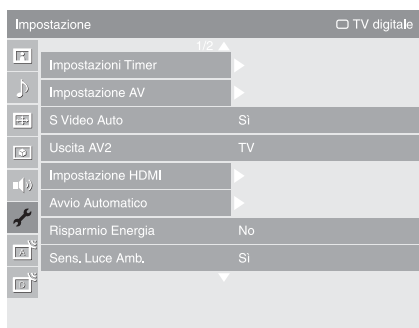 Impostazione TV digitale
1/2
Impostazioni Timer
Impostazione AV
S Video Auto Sì
Uscita AV2 TV
Impostazione HDMI
Avvio Automatico
Risparmio Energia No
Sens. Luce Amb. Sì